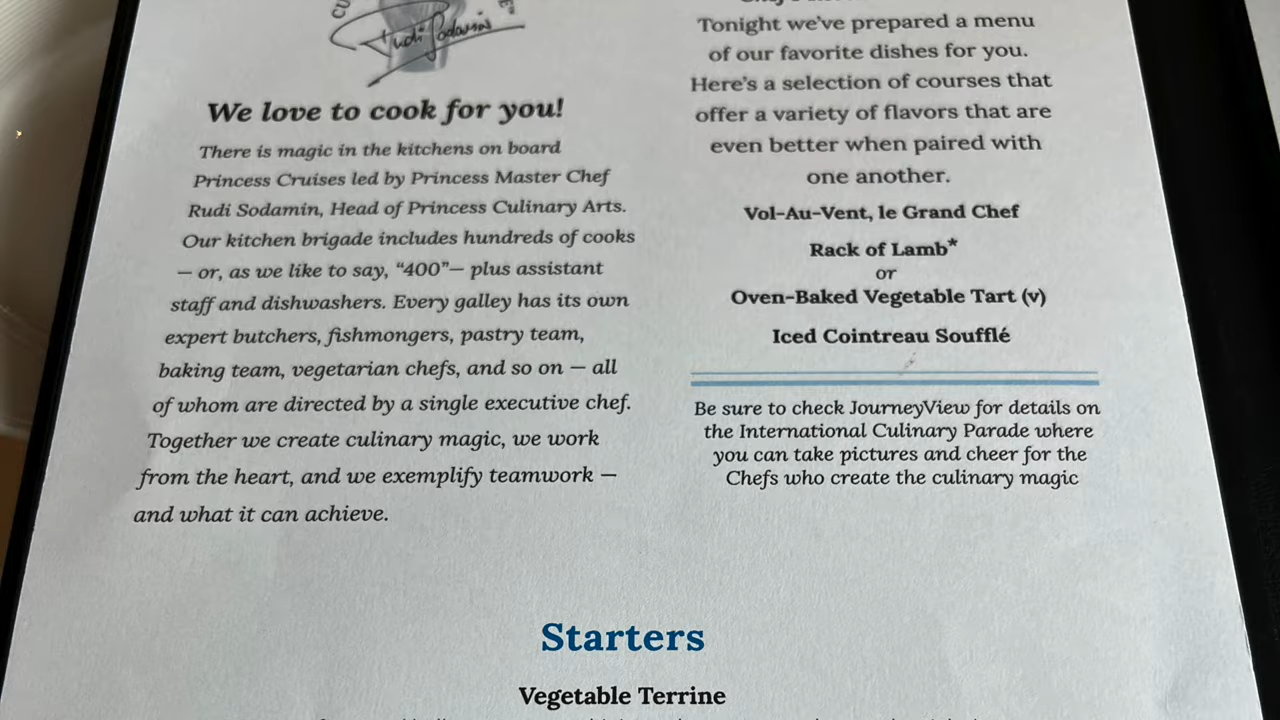 Rudi Sodamin
We love to cook for you!
There is magic in the kitchens on board
Princess Cruises led by Princess Master Chef
Rudi Sodamin, Head of Princess Culinary Arts.
Our kitchen brigade includes hundreds of cooks
— or, as we like to say, “400”— plus assistant
staff and dishwashers. Every galley has its own
expert butchers, fishmongers, pastry team,
baking team, vegetarian chefs, and so on — all
of whom are directed by a single executive chef.
Together we create culinary magic, we work
from the heart, and we exemplify teamwork —
and what it can achieve.
Tonight we’ve prepared a menu
of our favorite dishes for you.
Here’s a selection of courses that
offer a variety of flavors that are
even better when paired with
one another.
Vol-Au-Vent, le Grand Chef
Rack of Lamb*
or
Oven-Baked Vegetable Tart (v)
Iced Cointreau Soufflé
Be sure to check JourneyView for details on
the International Culinary Parade where
you can take pictures and cheer for the
Chefs who create the culinary magic
Starters
Vegetable Terrine